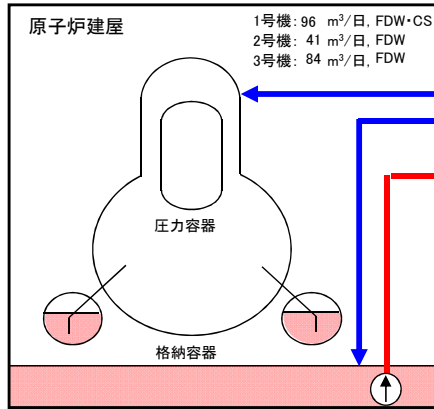 原子炉建屋
1号機: 96 m³/日, FDW・CS
2号機: 41 m³/日, FDW
3号機: 84 m³/日, FDW
圧力容器
格納容器